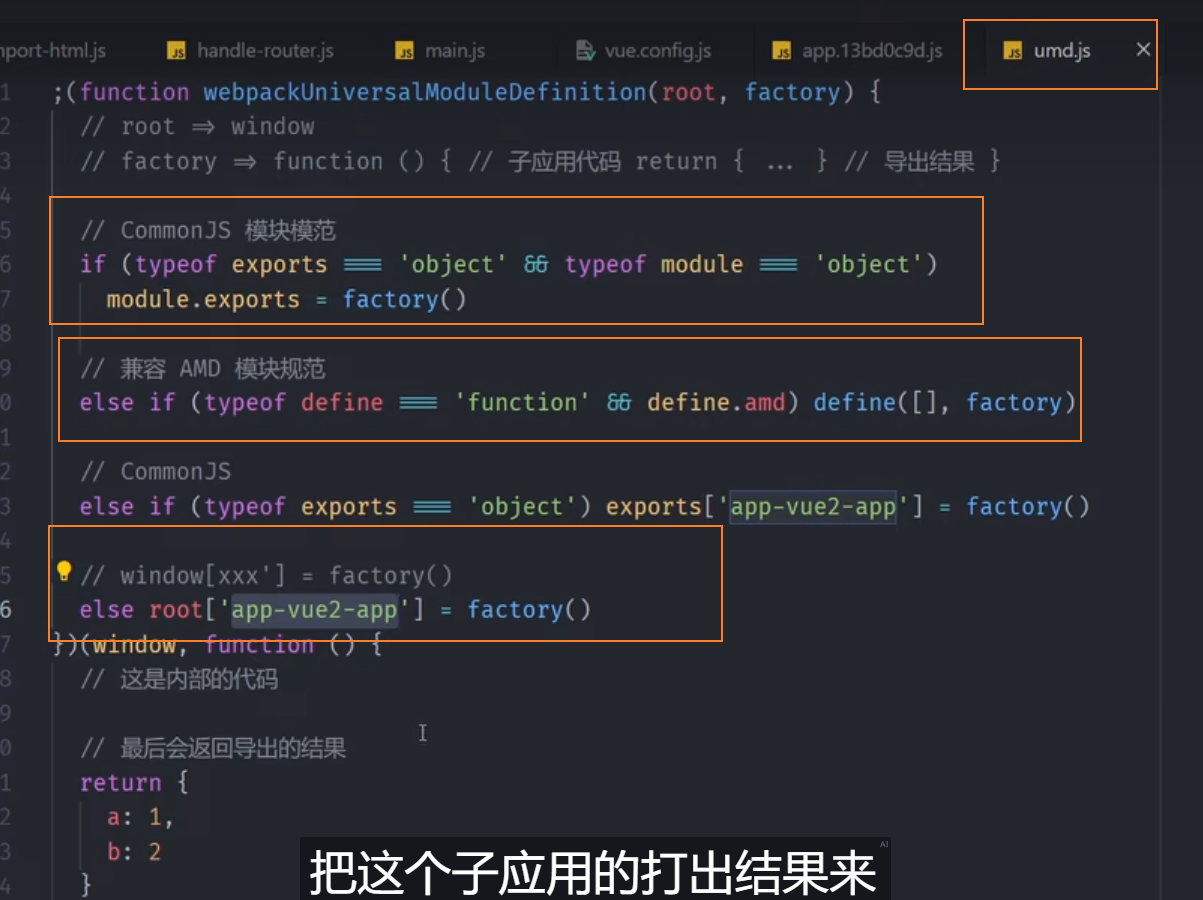 nport-html.js handle-router.js main.js vue.config.js app.13bd0c9d.js umd.js ×
1 ;(function webpackUniversalModuleDefinition(root, factory) {
2 // root => window
3 // factory => function () { // 子应用代码 return { ... } // 导出结果 }
4
5 // CommonJS 模块模范
6 if (typeof exports === 'object' && typeof module === 'object')
7 module.exports = factory()
8
9 // 兼容 AMD 模块规范
0 else if (typeof define === 'function' && define.amd) define([], factory)
1
2 // CommonJS
3 else if (typeof exports === 'object') exports['app-vue2-app'] = factory()
4
5 // window[xxx'] = factory()
6 else root['app-vue2-app'] = factory()
7 })(window, function () {
8 // 这是内部的代码
9
0 // 最后会返回导出的结果
1 return {
2 a: 1,
3 b: 2
4 }
AI
把这个子应用的打出结果来